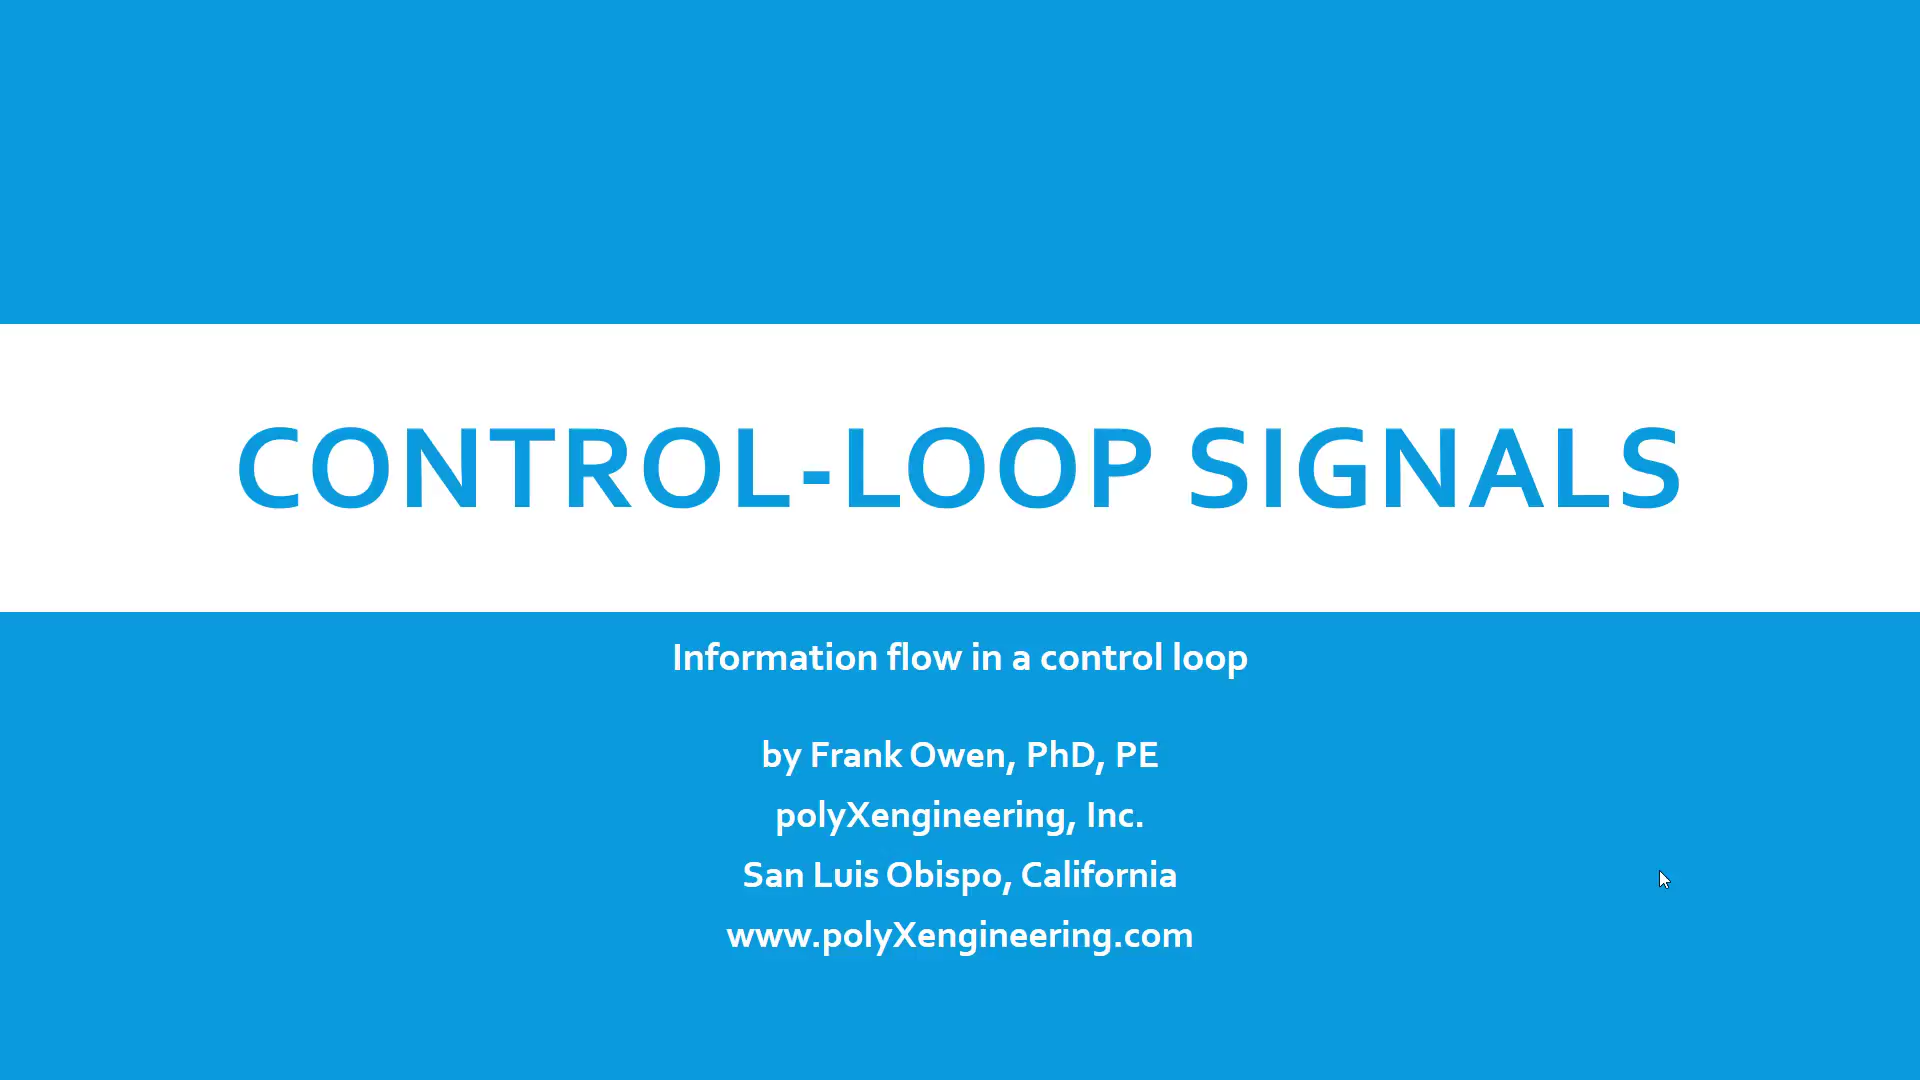 CONTROL-LOOP SIGNALS
Information flow in a control loop
by Frank Owen, PhD, PE
polyXengineering, Inc.
San Luis Obispo, California
www.polyXengineering.com